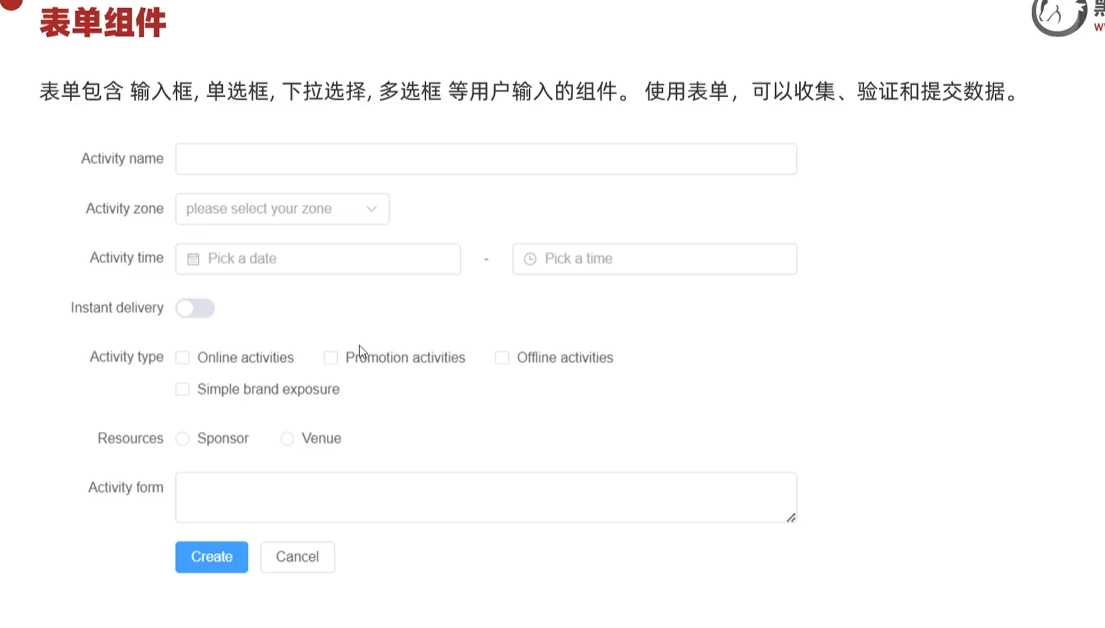 表单组件
表单包含 输入框, 单选框, 下拉选择, 多选框 等用户输入的组件。 使用表单，可以收集、验证和提交数据。
Activity name
Activity zone please select your zone
Activity time Pick a date - Pick a time
Instant delivery
Activity type Online activities Promotion activities Offline activities
Simple brand exposure
Resources Sponsor Venue
Activity form
Create Cancel